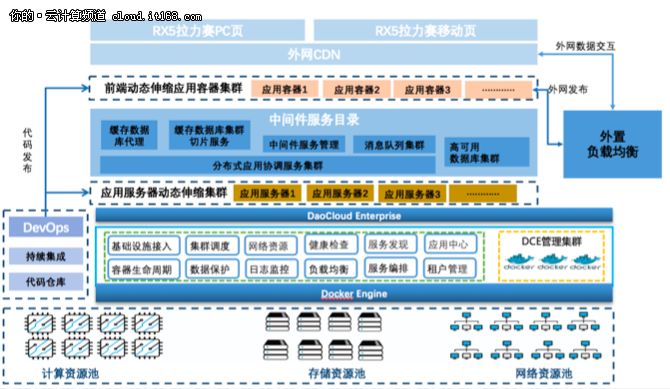 你的·云计算频道 cloud.it168.com
RX5拉力赛PC页
RX5拉力赛移动页
外网CDN
外网数据交互
前端动态伸缩应用容器集群
应用容器1
应用容器2
应用容器3
............
外网发布
代码发布
中间件服务目录
缓存数据
库代理
缓存数据库集群
切片服务
中间件服务管理
消息队列集群
高可用
数据库集群
分布式应用协调服务集群
外置
负载均衡
应用服务器动态伸缩集群
应用服务器1
应用服务器2
应用服务器3
............
DevOps
持续集成
代码仓库
DaoCloud Enterprise
基础设施接入
集群调度
网络资源
健康检查
服务发现
应用中心
容器生命周期
数据保护
日志监控
负载均衡
服务编排
租户管理
DCE管理集群
docker
docker
docker
Docker Engine
计算资源池
存储资源池
网络资源池